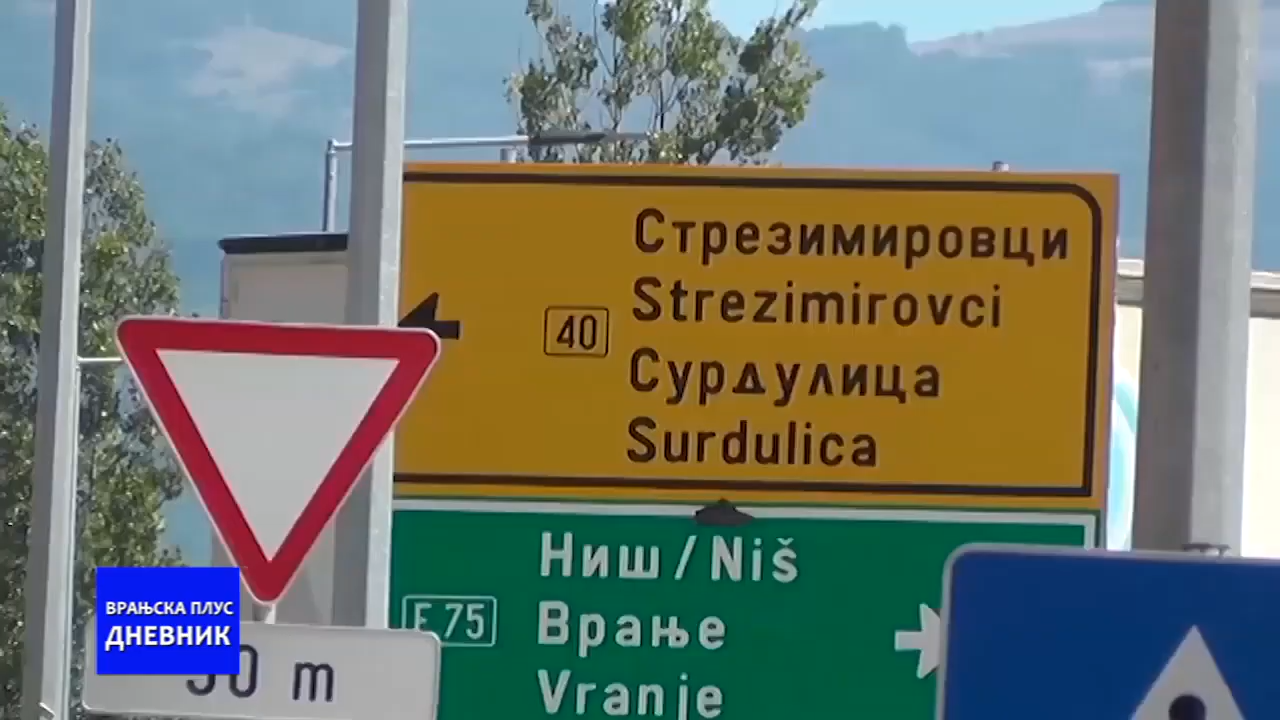 Стрезимировци
Strezimirovci
40
Сурдулица
Surdulica
Ниш / Niš
E 75
Врање
Vranje
ВРАЊСКА ПЛУС
ДНЕВНИК
m